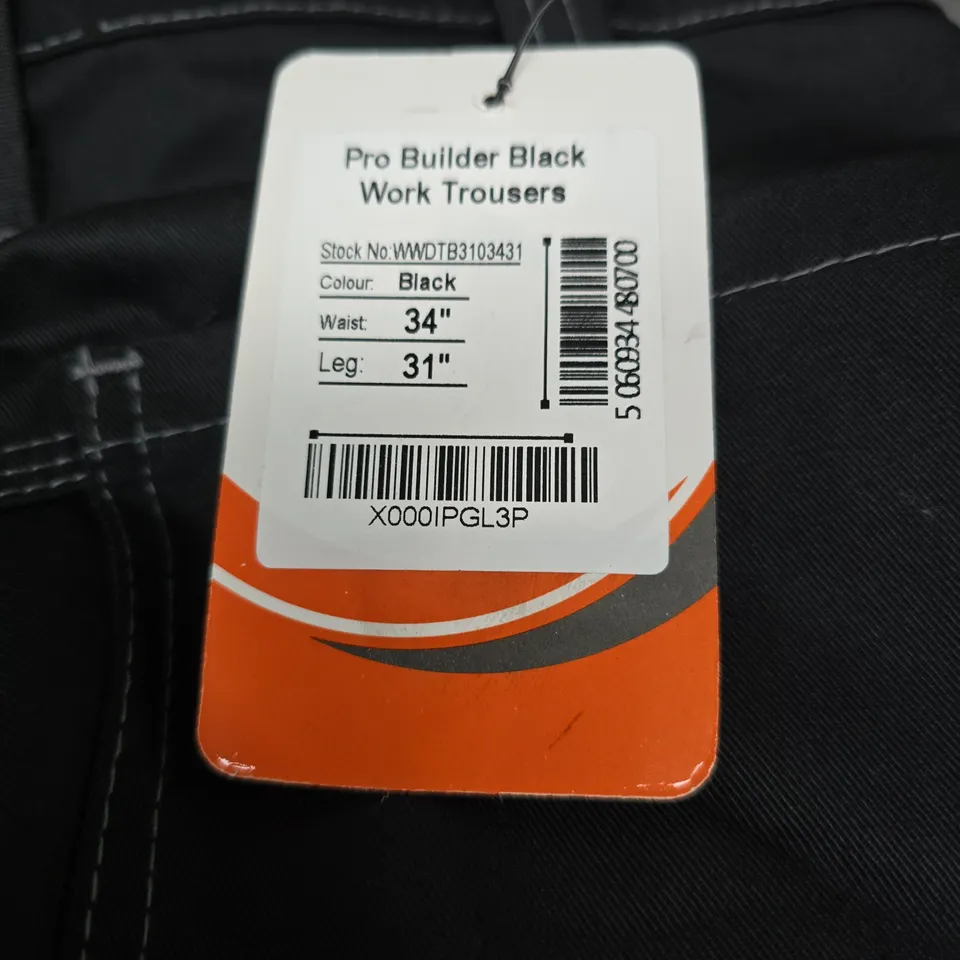 Pro Builder Black
Work Trousers
Stock No:WWDTB3103431
Colour: Black
Waist: 34"
Leg: 31"
5 060934 480700
X000IPGL3P